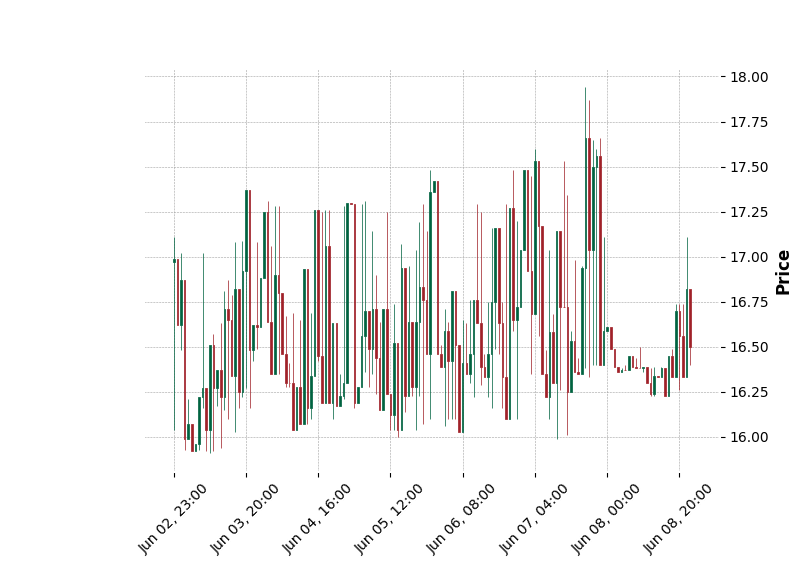 18.00
17.75
17.50
17.25
17.00
16.75
16.50
16.25
16.00
Price
Jun 02, 23:00
Jun 03, 20:00
Jun 04, 16:00
Jun 05, 12:00
Jun 06, 08:00
Jun 07, 04:00
Jun 08, 00:00
Jun 08, 20:00